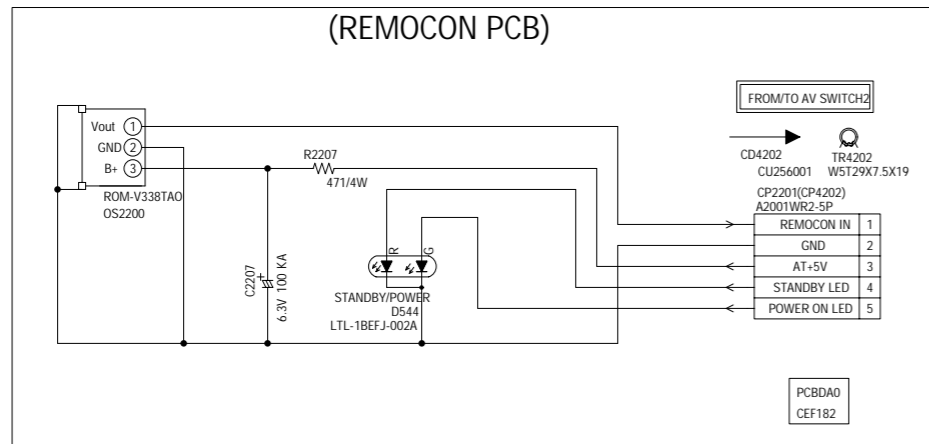 (REMOCON PCB)
FROM/TO AV SWITCH2
Vout 1
GND 2
B+ 3
ROM-V338TAO
OS2200
R2207
471/4W
C2207
+
6.3V 100 KA
R G
STANDBY/POWER
D544
LTL-1BEFJ-002A
CD4202
CU256001
TR4202
W5T29X7.5X19
CP2201(CP4202)
A2001WR2-5P
REMOCON IN 1
GND 2
AT+5V 3
STANDBY LED 4
POWER ON LED 5
PCBDA0
CEF182